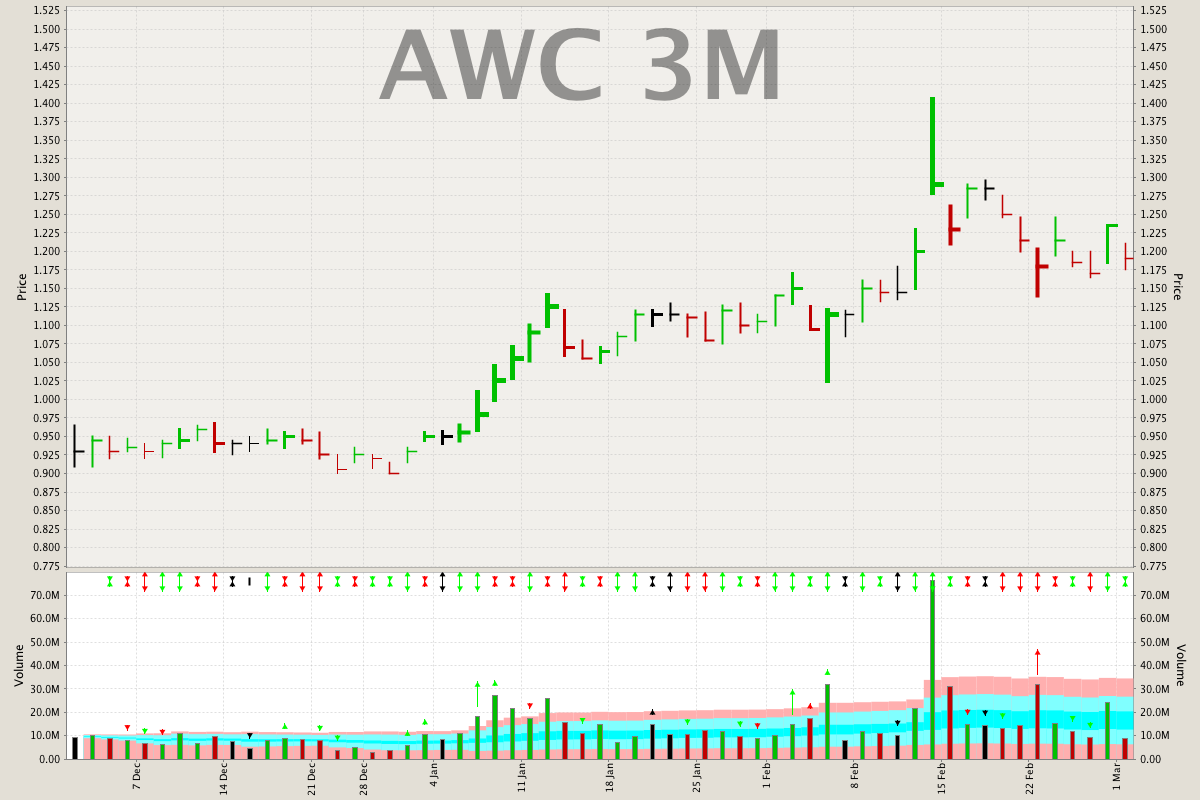 AWC 3M
1.525
1.500
1.475
1.450
1.425
1.400
1.375
1.350
1.325
1.300
1.275
1.250
1.225
1.200
1.175
1.150
1.125
1.100
1.075
1.050
1.025
1.000
0.975
0.950
0.925
0.900
0.875
0.850
0.825
0.800
0.775
Price
1.525
1.500
1.475
1.450
1.425
1.400
1.375
1.350
1.325
1.300
1.275
1.250
1.225
1.200
1.175
1.150
1.125
1.100
1.075
1.050
1.025
1.000
0.975
0.950
0.925
0.900
0.875
0.850
0.825
0.800
0.775
Price
70.0M
60.0M
50.0M
40.0M
30.0M
20.0M
10.0M
0.00
Volume
70.0M
60.0M
50.0M
40.0M
30.0M
20.0M
10.0M
0.00
Volume
7 Dec
14 Dec
21 Dec
28 Dec
4 Jan
11 Jan
18 Jan
25 Jan
1 Feb
8 Feb
15 Feb
22 Feb
1 Mar